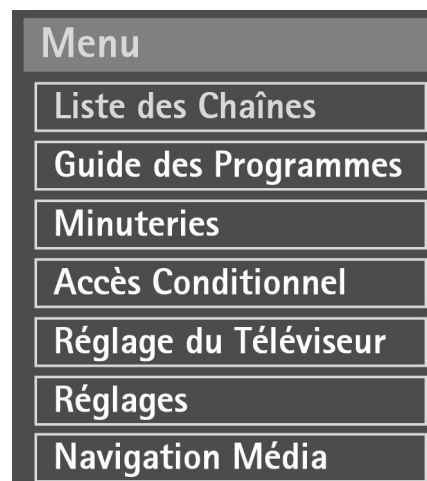 Menu
Liste des Chaînes
Guide des Programmes
Minuteries
Accès Conditionnel
Réglage du Téléviseur
Réglages
Navigation Média